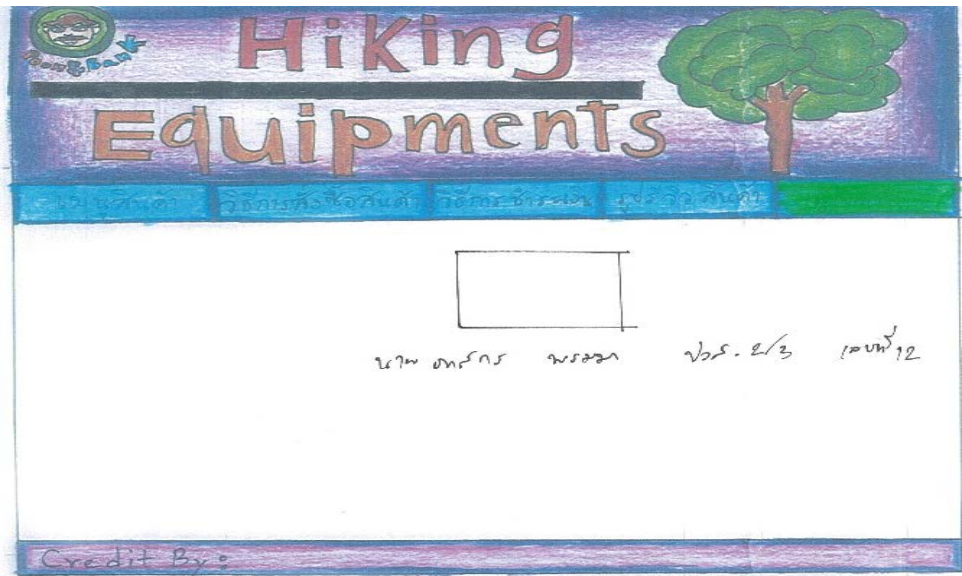 Hiking
Equipments
เมนูสินค้า วิธีการสั่งซื้อสินค้า วิธีการชำระเงิน รูปรีวิวสินค้า
นาย พรมมา ปวส. 2/3 เลขที่ 12
Credit By: